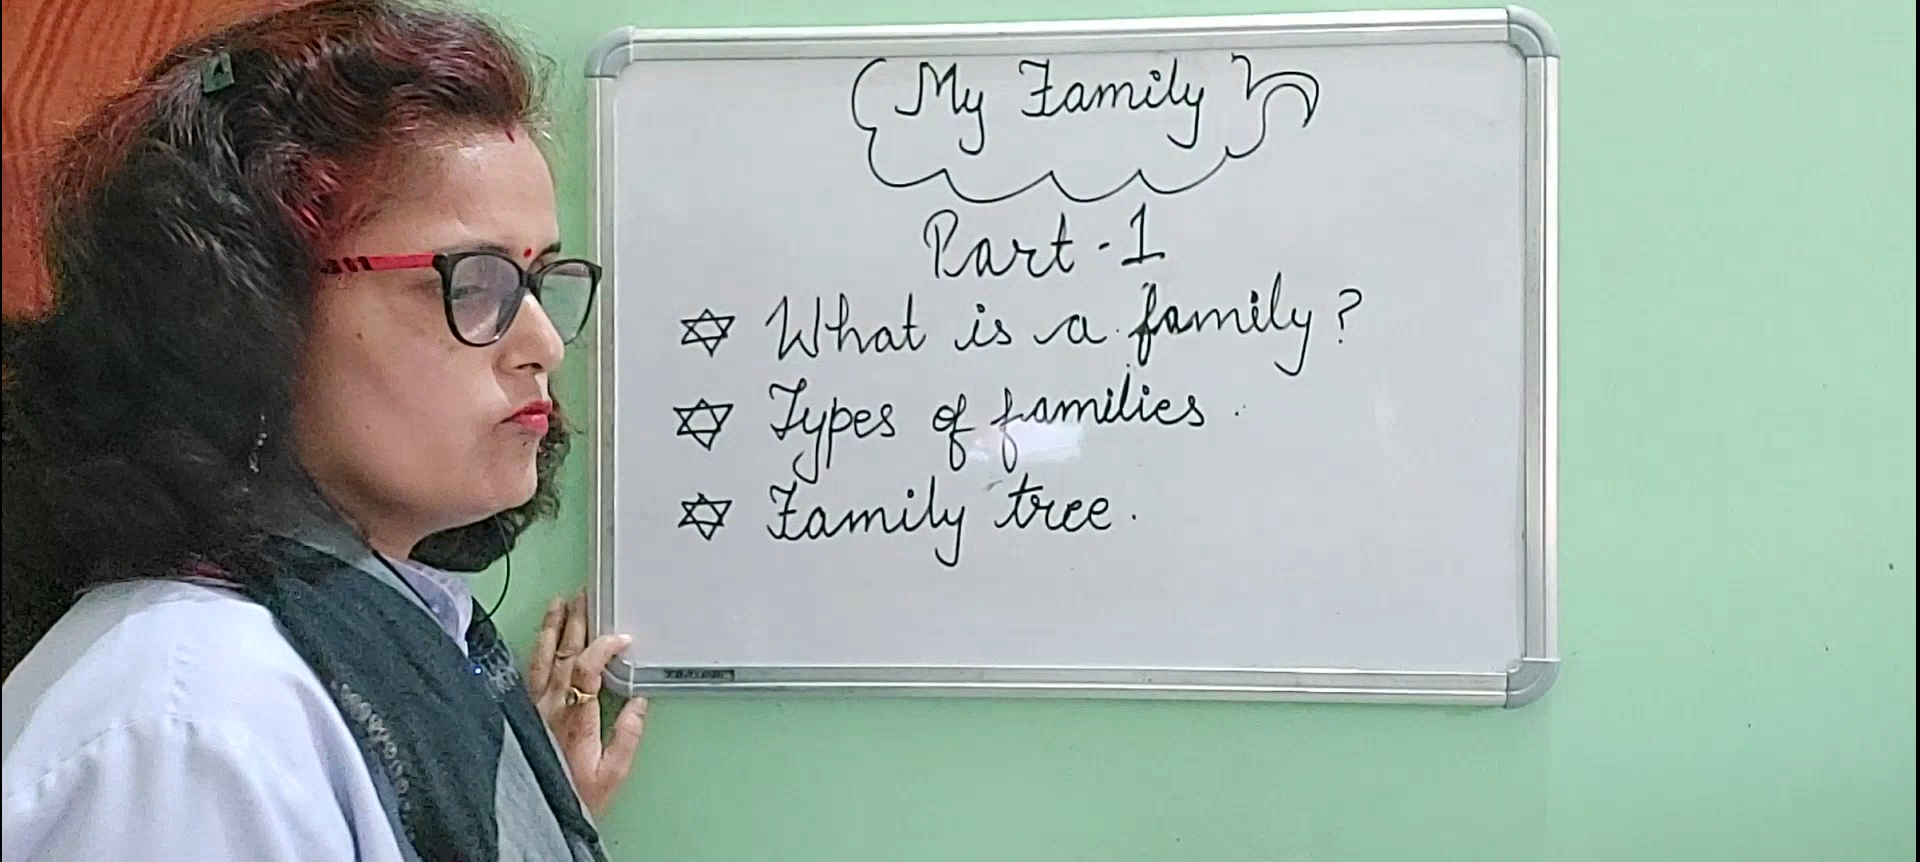 My Family
Part-1
What is a family?
Types of families.
Family tree.